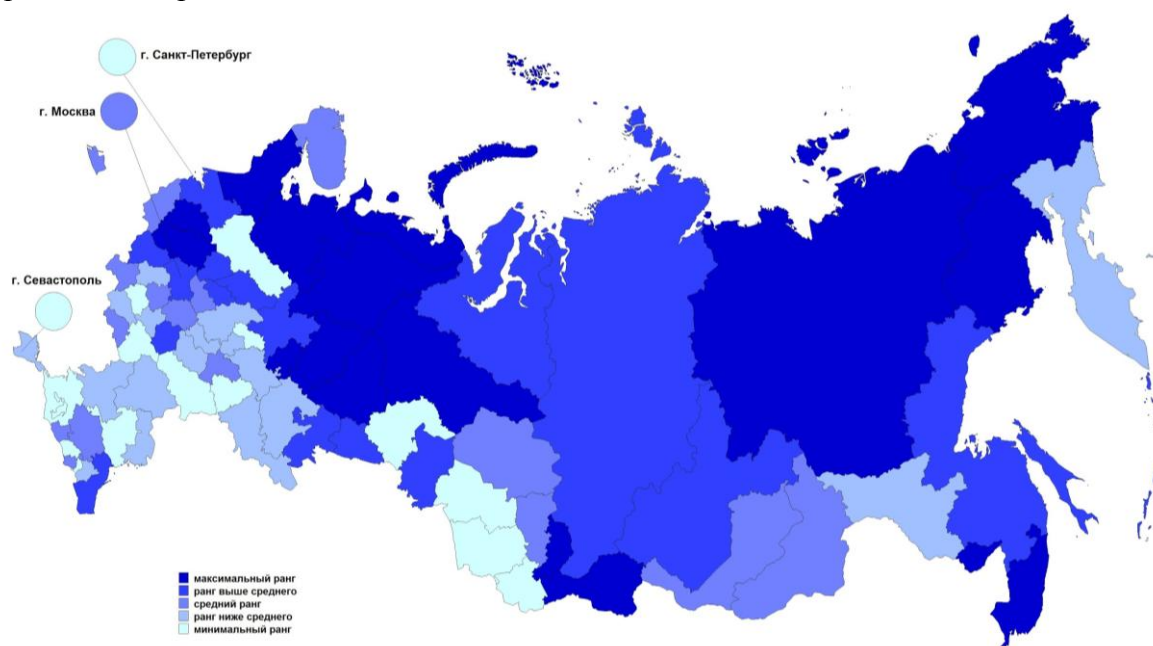 г. Санкт-Петербург
г. Москва
г. Севастополь
максимальный ранг
ранг выше среднего
средний ранг
ранг ниже среднего
минимальный ранг